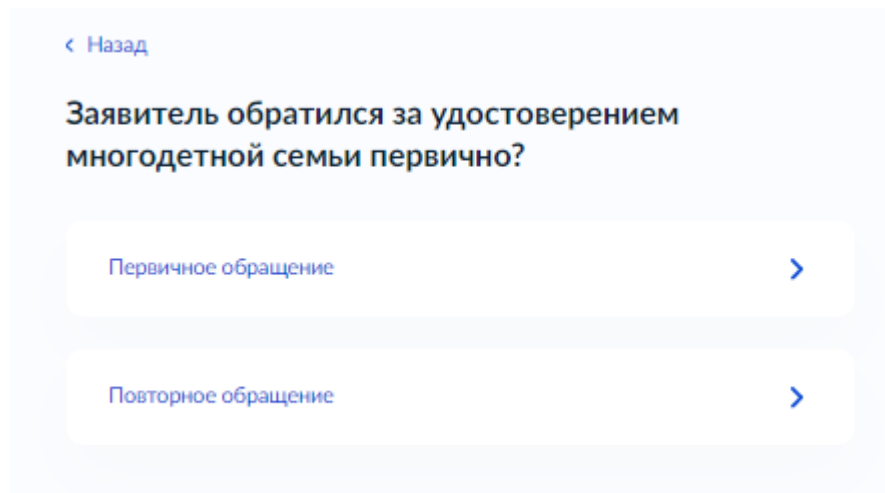 Назад
Заявитель обратился за удостоверением
многодетной семьи первично?
Первичное обращение
Повторное обращение